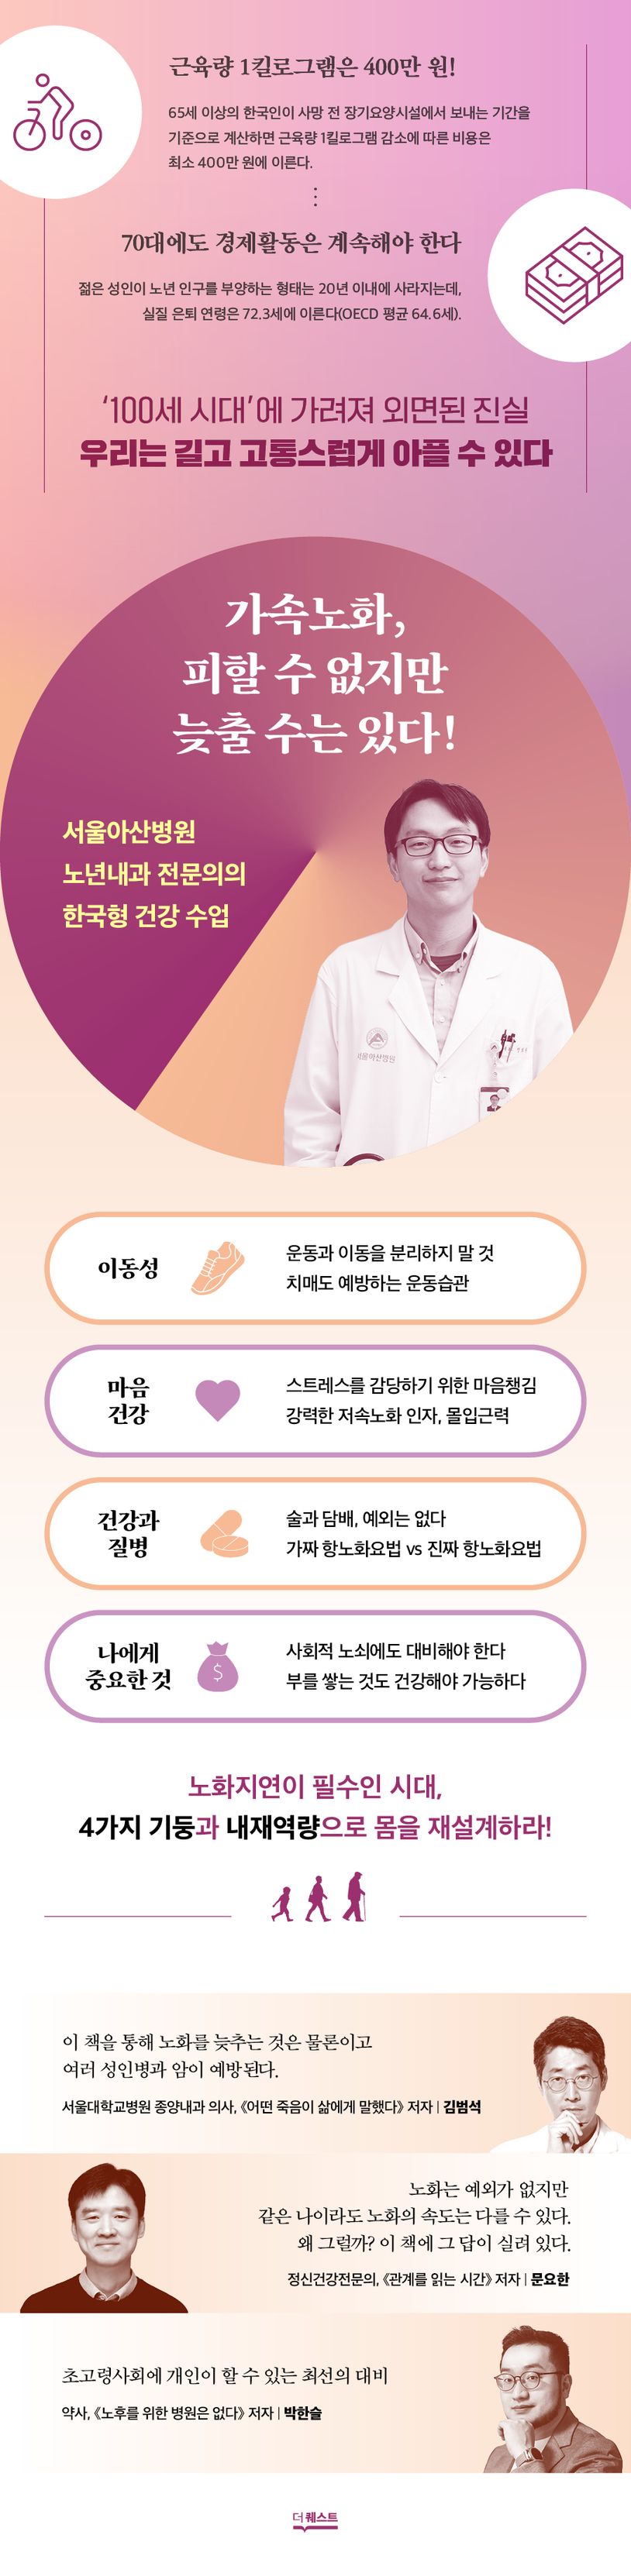 근육량 1킬로그램은 400만 원!
65세 이상의 한국인이 사망 전 장기요양시설에서 보내는 기간을
기준으로 계산하면 근육량 1킬로그램 감소에 따른 비용은
최소 400만 원에 이른다.
70대에도 경제활동은 계속해야 한다
젊은 성인이 노년 인구를 부양하는 형태는 20년 이내에 사라지는데,
실질 은퇴 연령은 72.3세에 이른다(OECD 평균 64.6세).
‘100세 시대’에 가려져 외면된 진실
우리는 길고 고통스럽게 아플 수 있다
가속노화,
피할 수 없지만
늦출 수는 있다!
서울아산병원
노년내과 전문의의
한국형 건강 수업
서울아산병원
이동성
운동과 이동을 분리하지 말 것
치매도 예방하는 운동습관
마음
건강
스트레스를 감당하기 위한 마음챙김
강력한 저속노화 인자, 몰입근력
건강과
질병
술과 담배, 예외는 없다
가짜 항노화요법 vs 진짜 항노화요법
나에게
중요한 것
$
사회적 노쇠에도 대비해야 한다
부를 쌓는 것도 건강해야 가능하다
노화지연이 필수인 시대,
4가지 기둥과 내재역량으로 몸을 재설계하라!
이 책을 통해 노화를 늦추는 것은 물론이고
여러 성인병과 암이 예방된다.
서울대학교병원 종양내과 의사, 《어떤 죽음이 삶에게 말했다》 저자 | 김범석
노화는 예외가 없지만
같은 나이라도 노화의 속도는 다를 수 있다.
왜 그럴까? 이 책에 그 답이 실려 있다.
정신건강전문의, 《관계를 읽는 시간》 저자 | 문요한
초고령사회에 개인이 할 수 있는 최선의 대비
약사, 《노후를 위한 병원은 없다》 저자 | 박한슬
더퀘스트